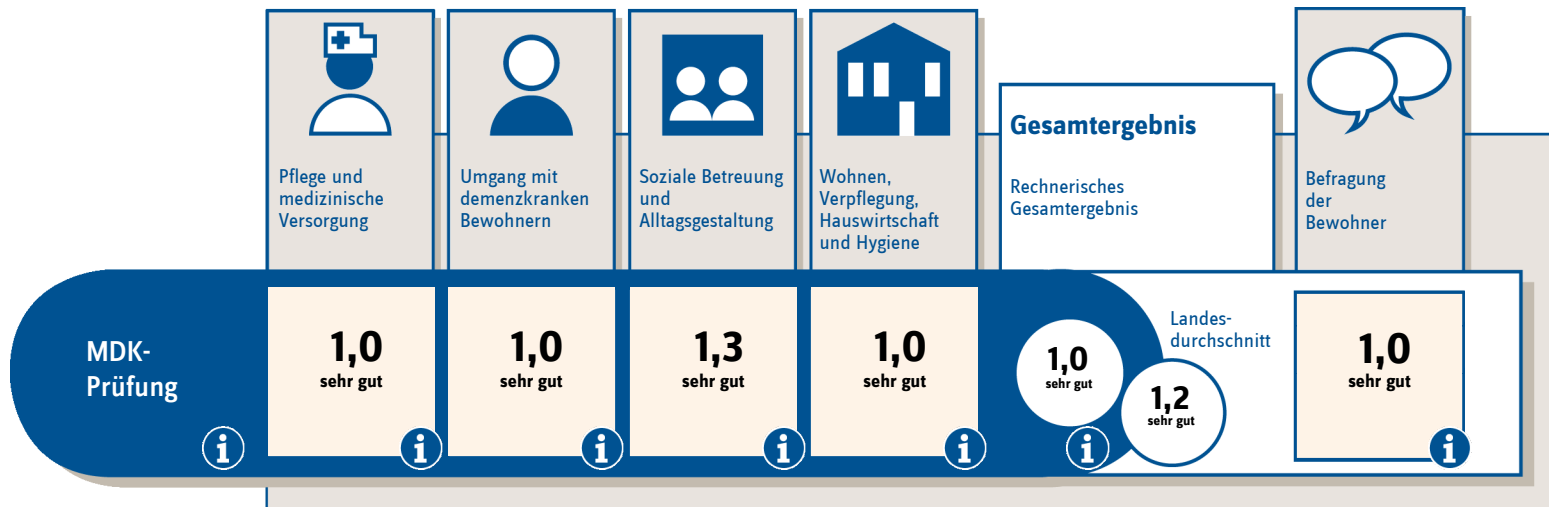 Pflege und
medizinische
Versorgung
Umgang mit
demenzkranken
Bewohnern
Soziale Betreuung
und
Alltagsgestaltung
Wohnen,
Verpflegung,
Hauswirtschaft
und Hygiene
Gesamtergebnis
Rechnerisches
Gesamtergebnis
Befragung
der
Bewohner
MDK-
Prüfung
i
1,0
sehr gut
i
1,0
sehr gut
i
1,3
sehr gut
i
1,0
sehr gut
i
1,0
sehr gut
i
Landes-
durchschnitt
1,2
sehr gut
1,0
sehr gut
i